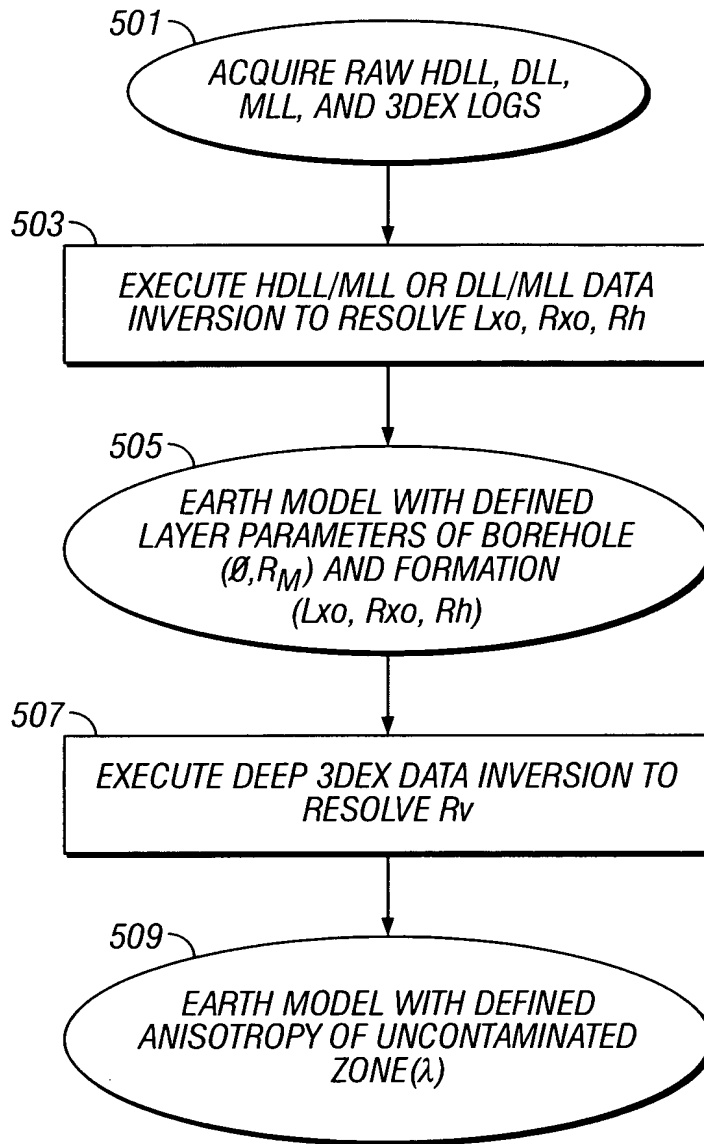 501
ACQUIRE RAW HDLL, DLL,
MLL, AND 3DEX LOGS
503
EXECUTE HDLL/MLL OR DLL/MLL DATA
INVERSION TO RESOLVE Lxo, Rxo, Rh
505
EARTH MODEL WITH DEFINED
LAYER PARAMETERS OF BOREHOLE
(Ø,RM) AND FORMATION
(Lxo, Rxo, Rh)
507
EXECUTE DEEP 3DEX DATA INVERSION TO
RESOLVE Rv
509
EARTH MODEL WITH DEFINED
ANISOTROPY OF UNCONTAMINATED
ZONE(λ)